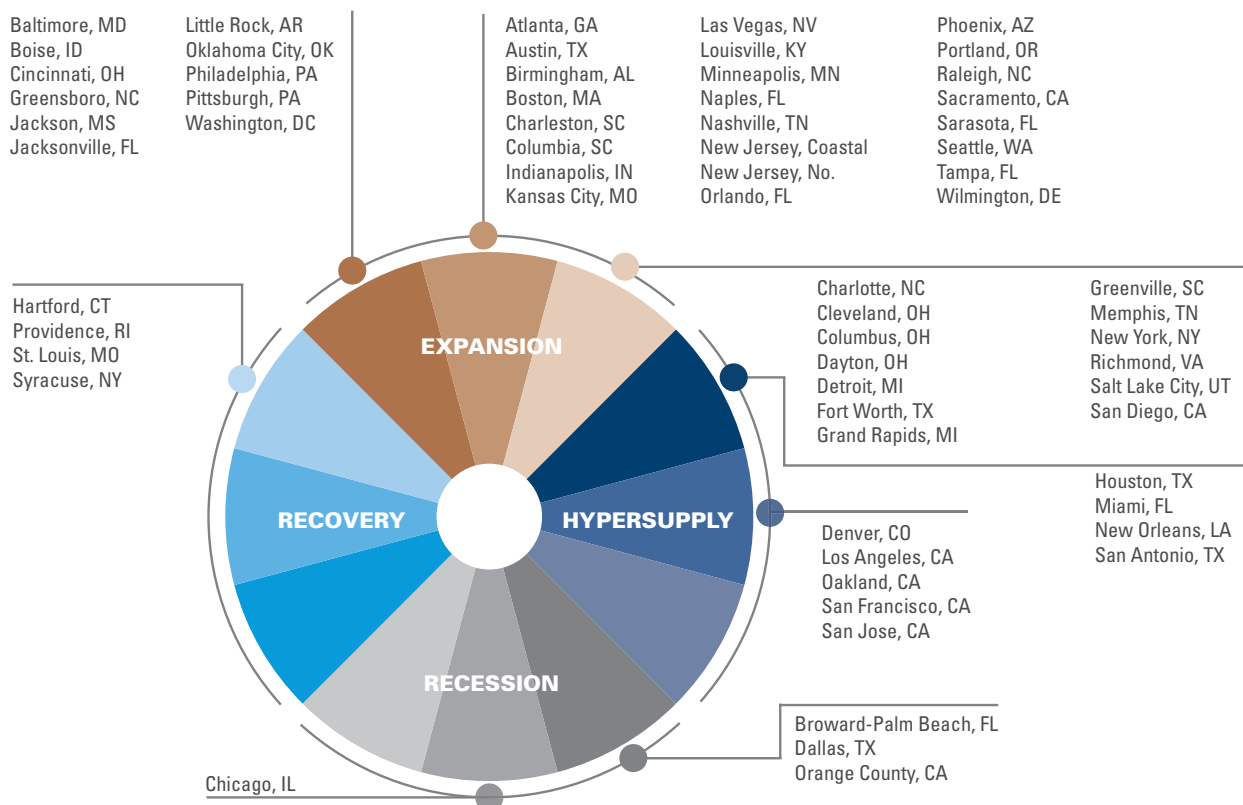 Baltimore, MD
Boise, ID
Cincinnati, OH
Greensboro, NC
Jackson, MS
Jacksonville, FL
Little Rock, AR
Oklahoma City, OK
Philadelphia, PA
Pittsburgh, PA
Washington, DC
Atlanta, GA
Austin, TX
Birmingham, AL
Boston, MA
Charleston, SC
Columbia, SC
Indianapolis, IN
Kansas City, MO
Las Vegas, NV
Louisville, KY
Minneapolis, MN
Naples, FL
Nashville, TN
New Jersey, Coastal
New Jersey, No.
Orlando, FL
Phoenix, AZ
Portland, OR
Raleigh, NC
Sacramento, CA
Sarasota, FL
Seattle, WA
Tampa, FL
Wilmington, DE
Hartford, CT
Providence, RI
St. Louis, MO
Syracuse, NY
EXPANSION
Charlotte, NC
Cleveland, OH
Columbus, OH
Dayton, OH
Detroit, MI
Fort Worth, TX
Grand Rapids, MI
Greenville, SC
Memphis, TN
New York, NY
Richmond, VA
Salt Lake City, UT
San Diego, CA
RECOVERY
HYPERSUPPLY
Houston, TX
Miami, FL
New Orleans, LA
San Antonio, TX
Denver, CO
Los Angeles, CA
Oakland, CA
San Francisco, CA
San Jose, CA
RECESSION
Broward-Palm Beach, FL
Dallas, TX
Orange County, CA
Chicago, IL